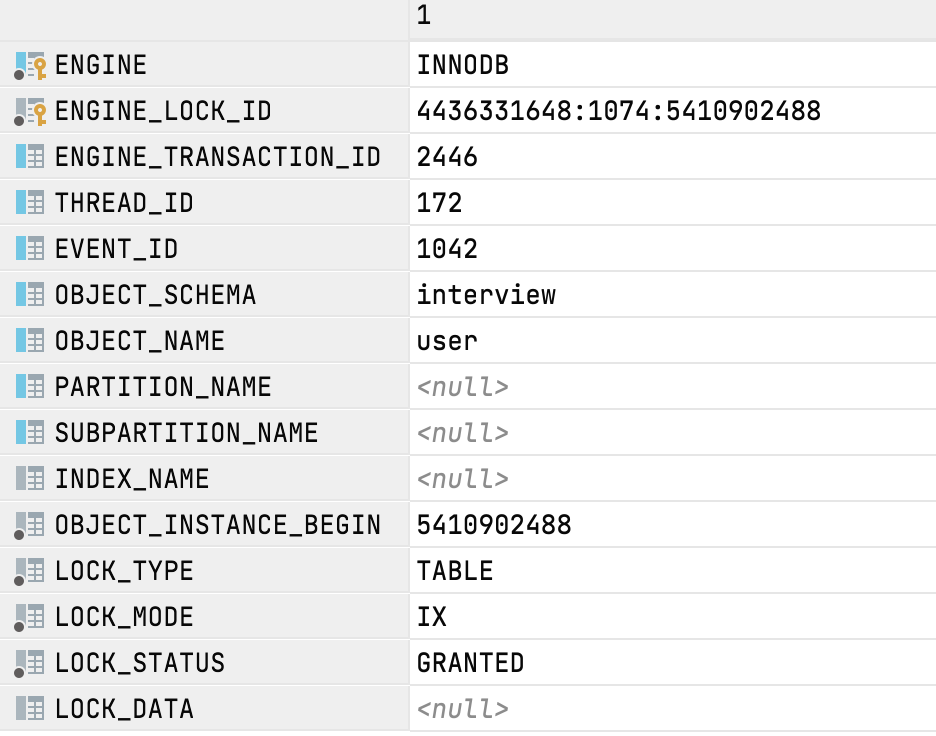 1
ENGINE INNODB
ENGINE_LOCK_ID 4436331648:1074:5410902488
ENGINE_TRANSACTION_ID 2446
THREAD_ID 172
EVENT_ID 1042
OBJECT_SCHEMA interview
OBJECT_NAME user
PARTITION_NAME <null>
SUBPARTITION_NAME <null>
INDEX_NAME <null>
OBJECT_INSTANCE_BEGIN 5410902488
LOCK_TYPE TABLE
LOCK_MODE IX
LOCK_STATUS GRANTED
LOCK_DATA <null>